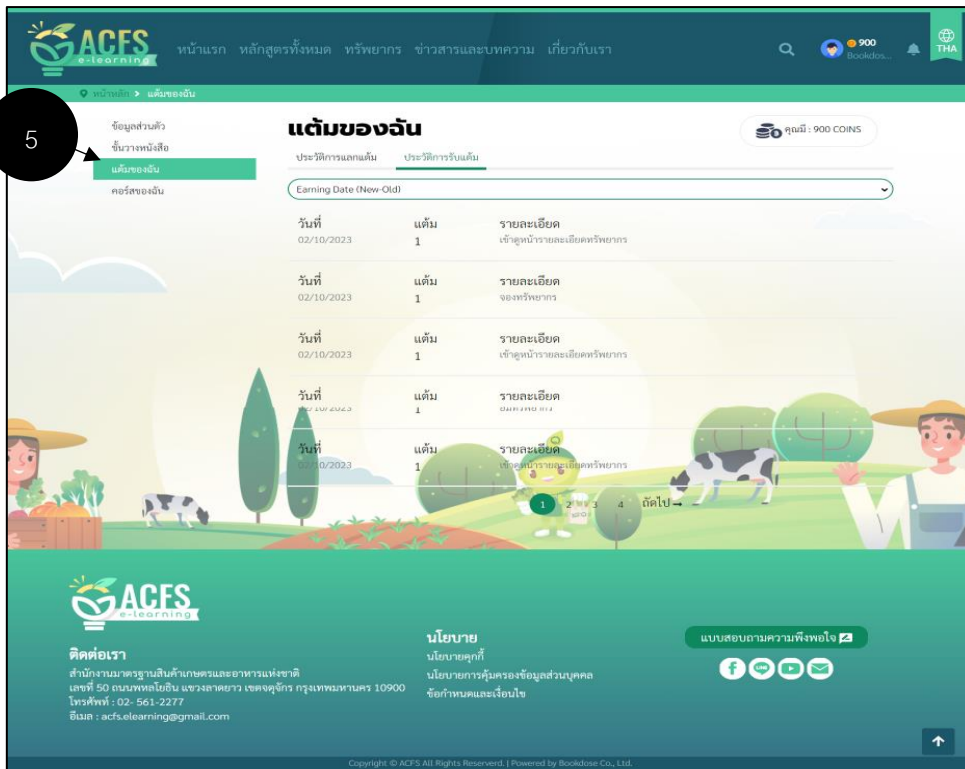 ACFS
e-learning
หน้าแรก หลักสูตรทั้งหมด ทรัพยากร ข่าวสารและบทความ เกี่ยวกับเรา
900
Bookdos...
THA
หน้าหลัก > แต้มของฉัน
5
ข้อมูลส่วนตัว
ชั้นวางหนังสือ
แต้มของฉัน
คอร์สของฉัน
แต้มของฉัน
คุณมี : 900 COINS
ประวัติการแลกแต้ม ประวัติการรับแต้ม
Earning Date (New-Old)
วันที่ แต้ม รายละเอียด
02/10/2023 1 เข้าดูหน้ารายละเอียดทรัพยากร
วันที่ แต้ม รายละเอียด
02/10/2023 1 จองทรัพยากร
วันที่ แต้ม รายละเอียด
02/10/2023 1 เข้าดูหน้ารายละเอียดทรัพยากร
วันที่ แต้ม รายละเอียด
02/10/2023 1
วันที่ แต้ม รายละเอียด
02/10/2023 1 เข้าดูหน้ารายละเอียดทรัพยากร
1 2 3 4 ถัดไป→
ACFS
e-learning
ติดต่อเรา
สำนักงานมาตรฐานสินค้าเกษตรและอาหารแห่งชาติ
เลขที่ 50 ถนนพหลโยธิน แขวงลาดยาว เขตจตุจักร กรุงเทพมหานคร 10900
โทรศัพท์ : 02- 561-2277
อีเมล : acfs.elearning@gmail.com
นโยบาย
นโยบายคุกกี้
นโยบายการคุ้มครองข้อมูลส่วนบุคคล
ข้อกำหนดและเงื่อนไข
แบบสอบถามความพึงพอใจ
LINE
Copyright © ACFS All Rights Reserverd. | Powered by Bookdose Co., Ltd.